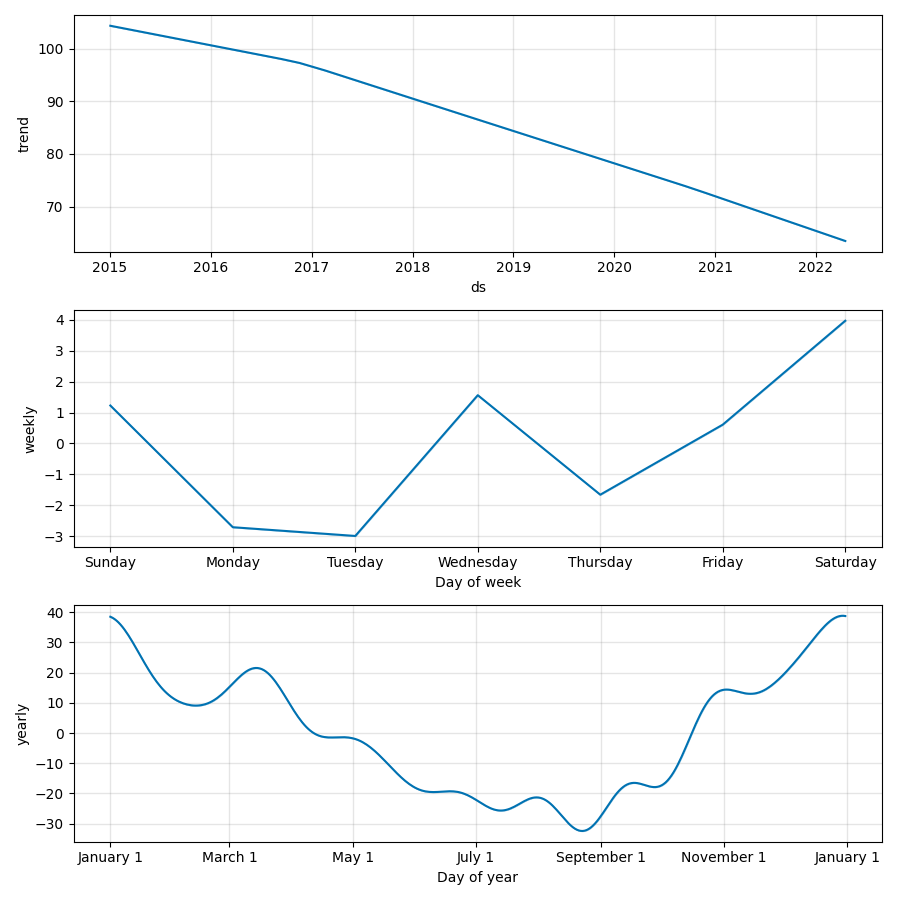 100
90
80
70
trend
2015 2016 2017 2018 2019 2020 2021 2022
ds
4
3
2
1
0
−1
−2
−3
weekly
Sunday Monday Tuesday Wednesday Thursday Friday Saturday
Day of week
40
30
20
10
0
−10
−20
−30
yearly
January 1 March 1 May 1 July 1 September 1 November 1 January 1
Day of year